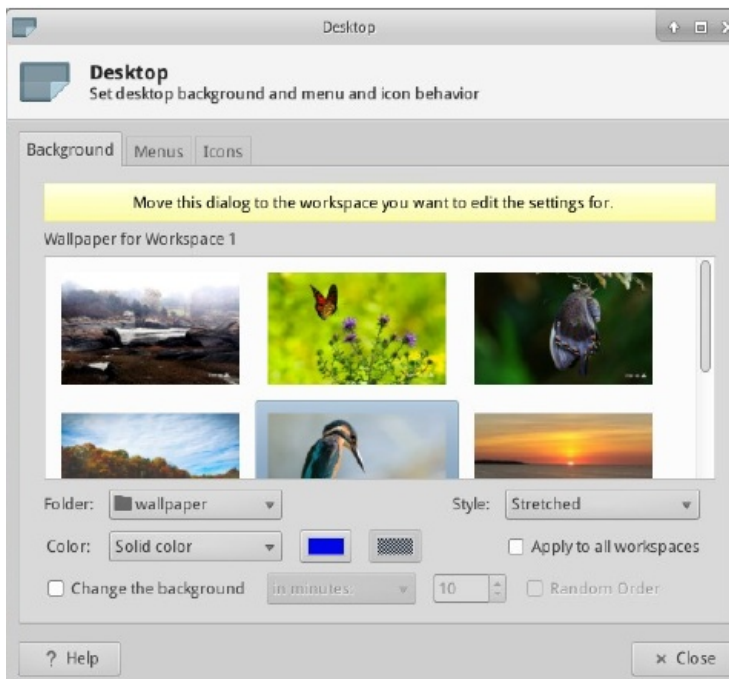 Desktop
Desktop
Set desktop background and menu and icon behavior
Background Menus Icons
Move this dialog to the workspace you want to edit the settings for.
Wallpaper for Workspace 1
Folder: wallpaper Style: Stretched
Color: Solid color Apply to all workspaces
Change the background in minutes: 10 Random Order
? Help × Close